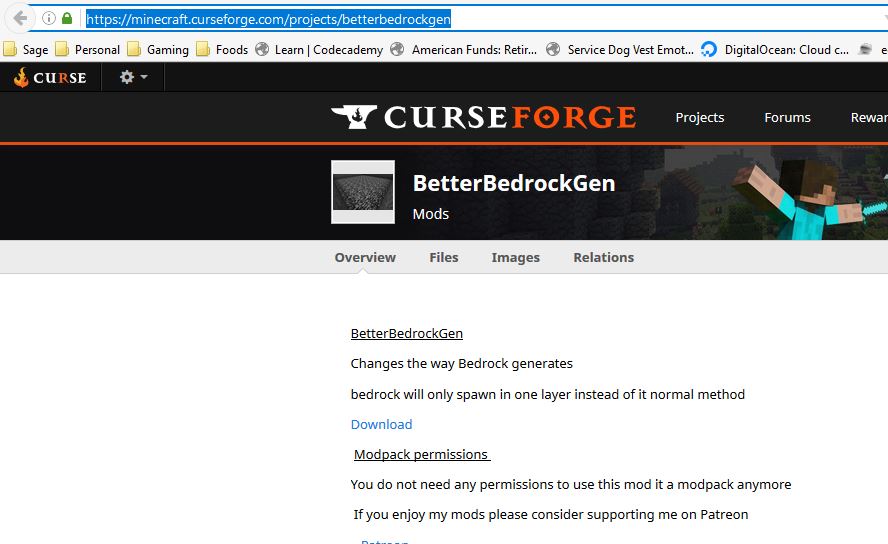 https://minecraft.curseforge.com/projects/betterbedrockgen
Sage Personal Gaming Foods Learn | Codecademy American Funds: Retir... Service Dog Vest Emot... DigitalOcean: Cloud c...
CURSE
CURSEFORGE Projects Forums Rewar
BetterBedrockGen
Mods
Overview Files Images Relations
BetterBedrockGen
Changes the way Bedrock generates
bedrock will only spawn in one layer instead of it normal method
Download
Modpack permissions
You do not need any permissions to use this mod it a modpack anymore
If you enjoy my mods please consider supporting me on Patreon
Patreon